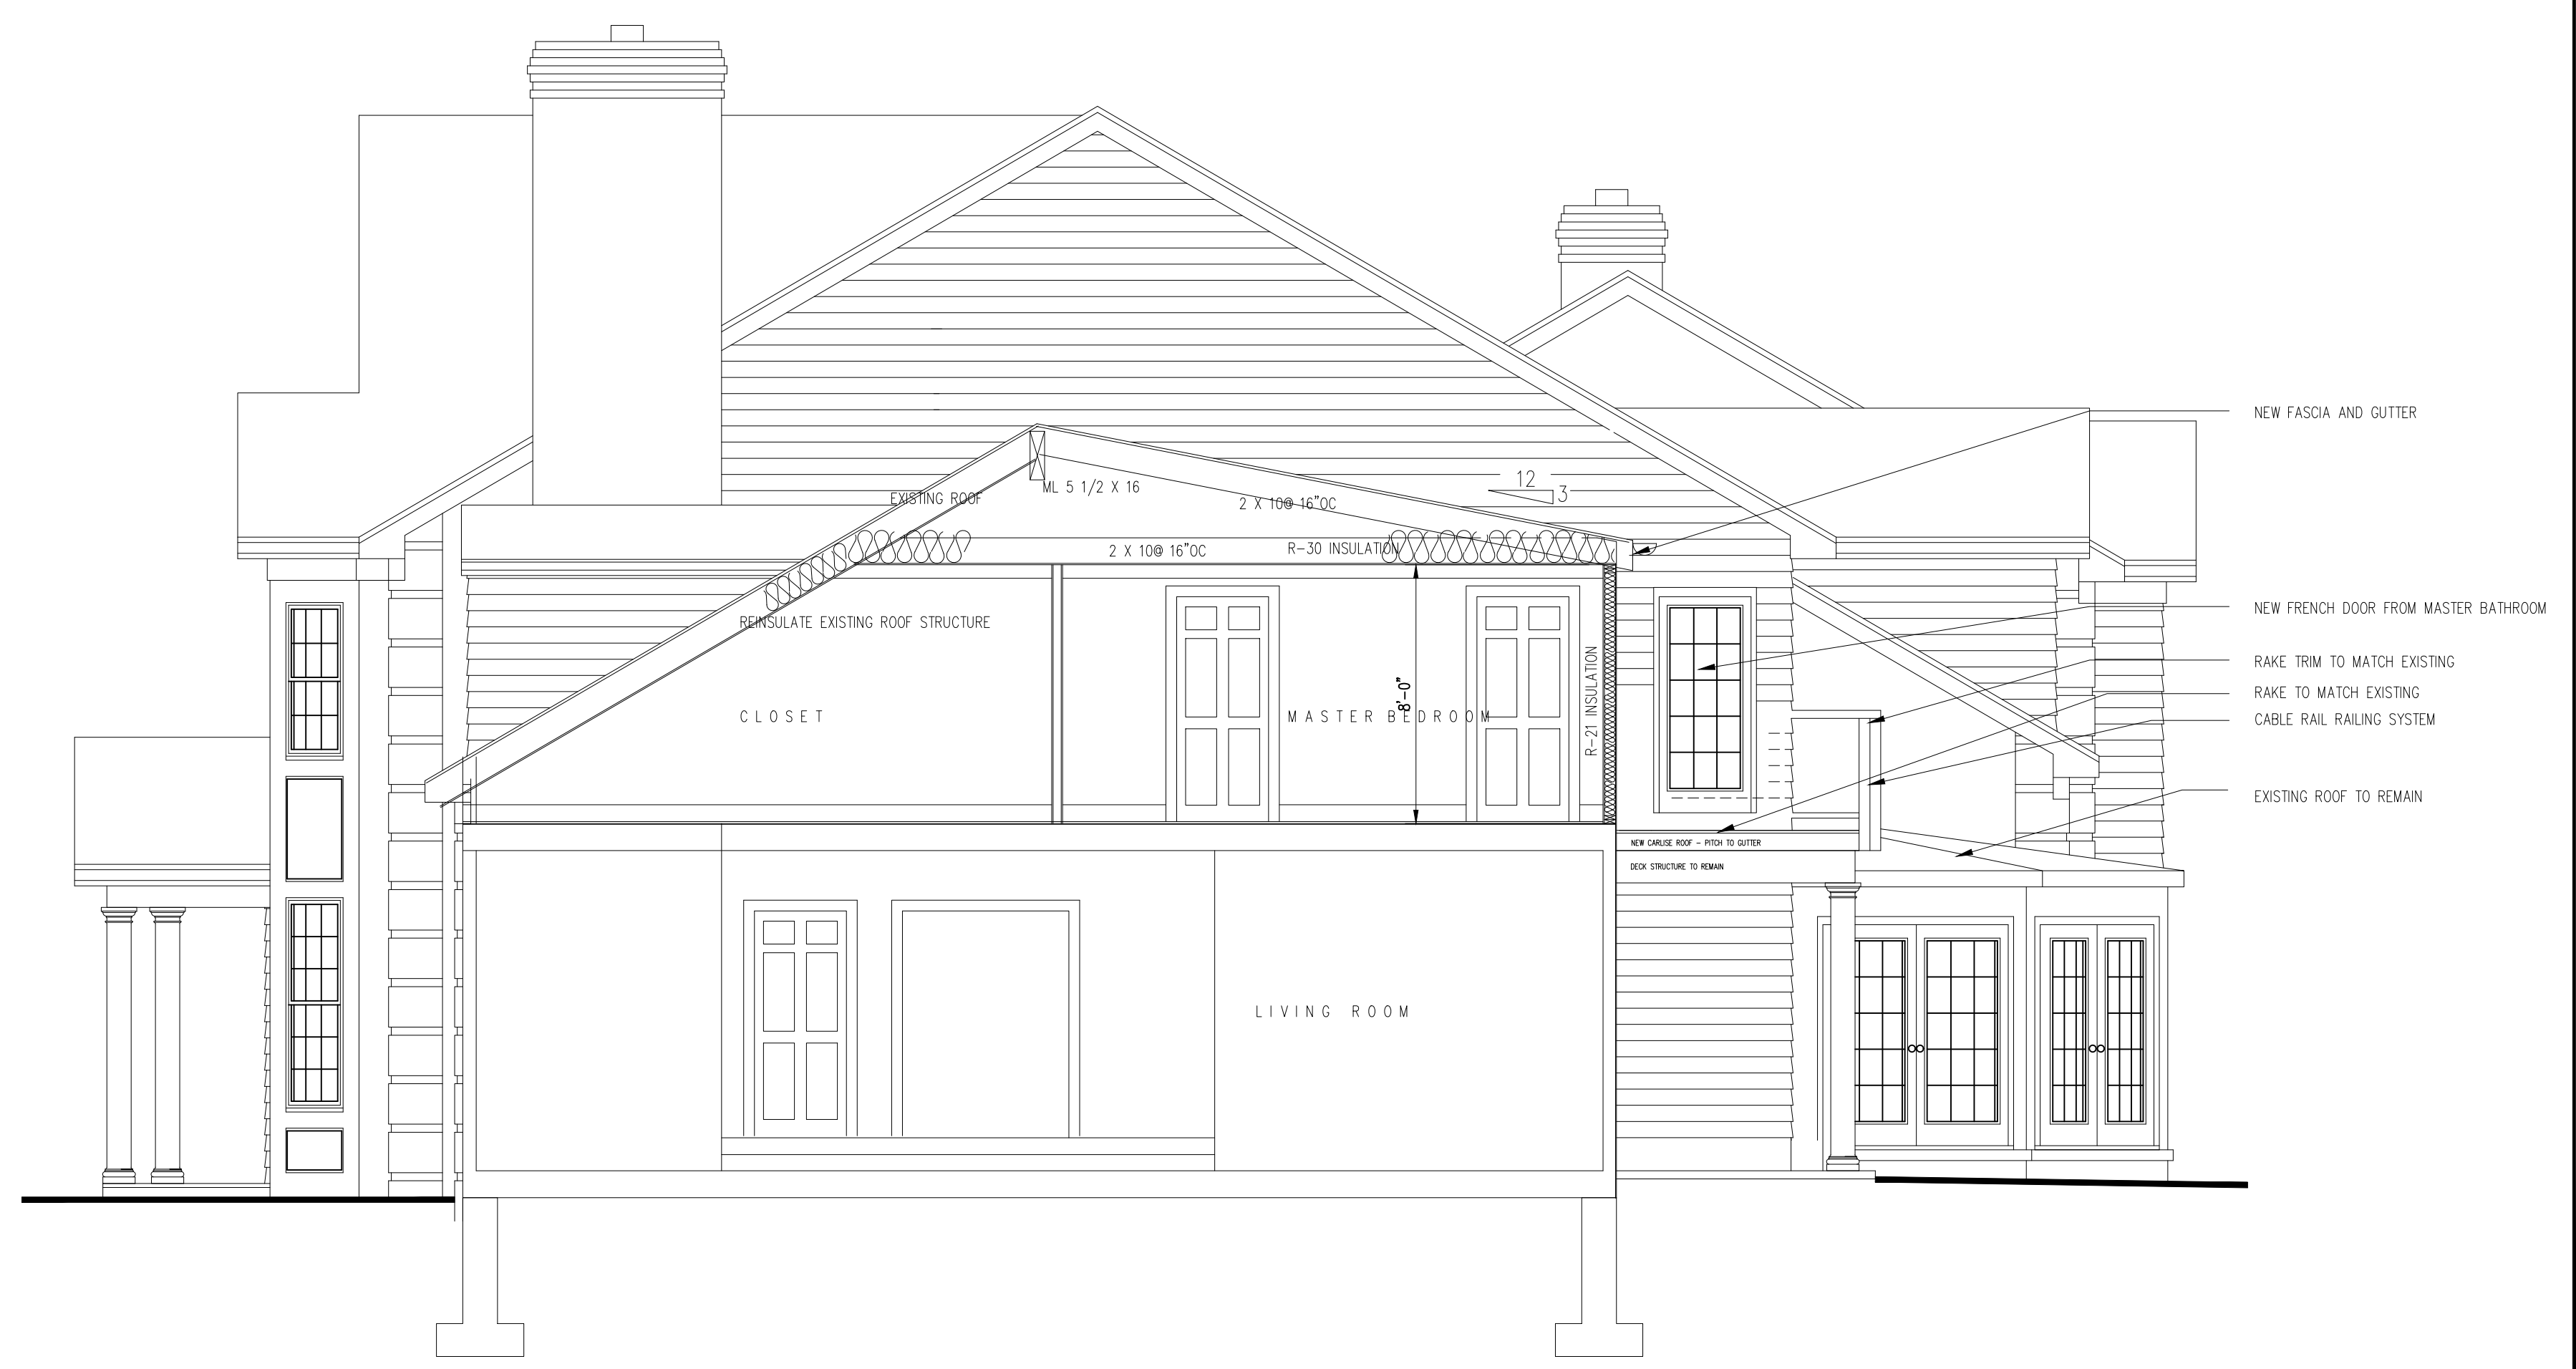 NEW FASCIA AND GUTTER
12
3
ML 5 1/2 X 16
EXISTING ROOF
2 X 10@ 16"OC
2 X 10@ 16"OC
R-30 INSULATION
NEW FRENCH DOOR FROM MASTER BATHROOM
REINSULATE EXISTING ROOF STRUCTURE
RAKE TRIM TO MATCH EXISTING
RAKE TO MATCH EXISTING
CABLE RAIL RAILING SYSTEM
R-21 INSULATION
8'-0"
CLOSET
MASTER BEDROOM
EXISTING ROOF TO REMAIN
NEW CARLISE ROOF - PITCH TO GUTTER
DECK STRUCTURE TO REMAIN
LIVING ROOM